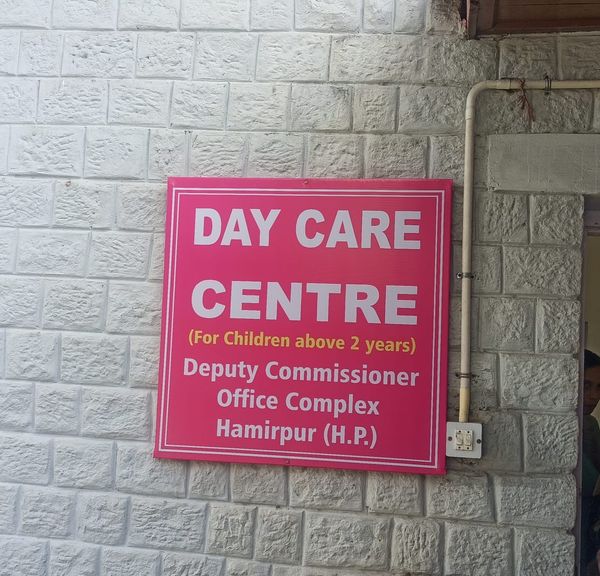 DAY CARE
CENTRE
(For Children above 2 years)
Deputy Commissioner
Office Complex
Hamirpur (H.P.)